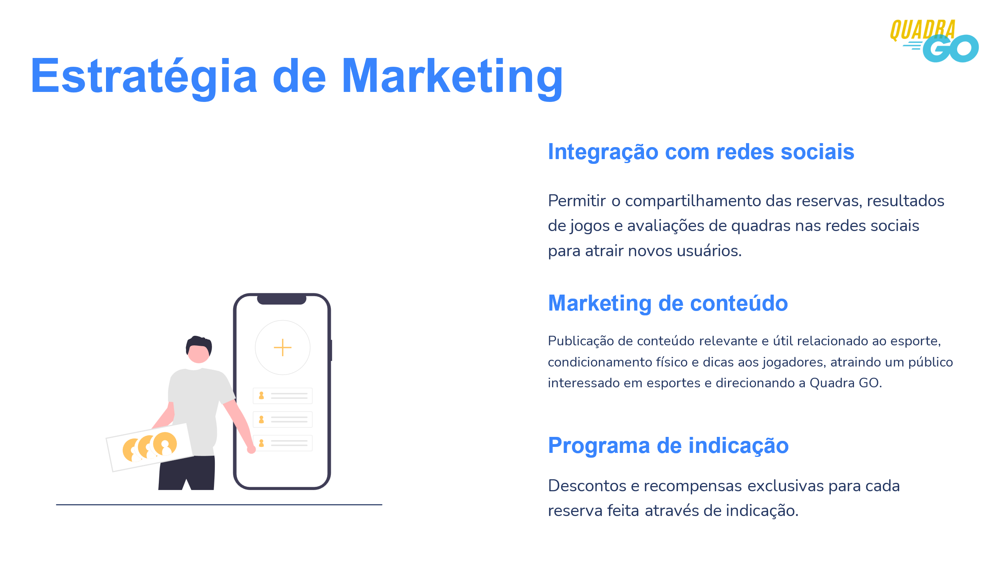 QUADRA
GO
Estratégia de Marketing
Integração com redes sociais
Permitir o compartilhamento das reservas, resultados
de jogos e avaliações de quadras nas redes sociais
para atrair novos usuários.
Marketing de conteúdo
Publicação de conteúdo relevante e útil relacionado ao esporte,
condicionamento físico e dicas aos jogadores, atraindo um público
interessado em esportes e direcionando a Quadra GO.
Programa de indicação
Descontos e recompensas exclusivas para cada
reserva feita através de indicação.